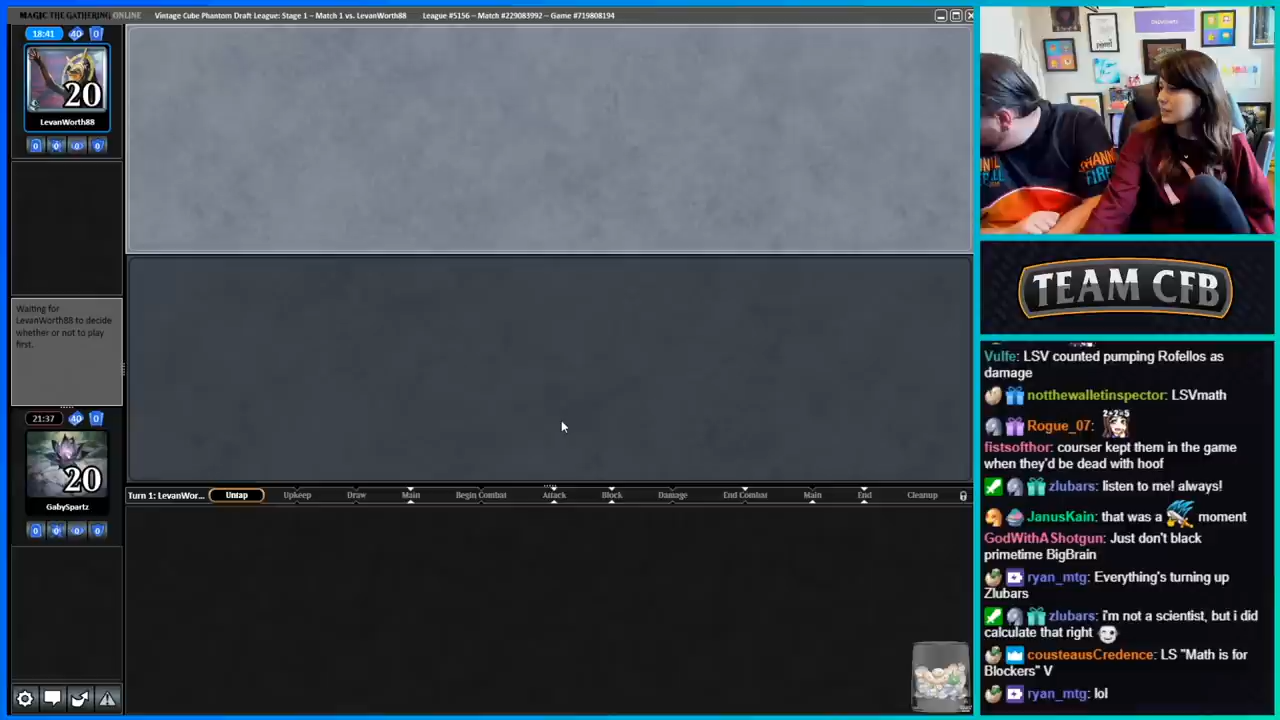 MAGIC THE GATHERING ONLINE
Vintage Cube Phantom Draft League: Stage 1 – Match 1 vs. LevanWorth88
League #5156 – Match #229083992 – Game #719808194
18:41
40
0
20
LevanWorth88
0
0
0
0
Waiting for
LevanWorth88 to decide
whether or not to play
first.
21:37
40
0
20
GabySpartz
0
0
0
0
Turn 1: LevanWor...
Untap
Upkeep
Draw
Main
Begin Combat
Attack
Block
Damage
End Combat
Main
End
Cleanup
TEAM CFB
Vulfe: LSV counted pumping Rofellos as
damage
notthewalletinspector: LSVmath
Rogue_07: 2+2=5
fistsofthor: courser kept them in the game
when they'd be dead with hoof
zlubars: listen to me! always!
JanusKain: that was a moment
GodWithAShotgun: Just don't black
primetime BigBrain
ryan_mtg: Everything's turning up
Zlubars
zlubars: i'm not a scientist, but i did
calculate that right
cousteausCredence: LS "Math is for
Blockers" V
ryan_mtg: lol